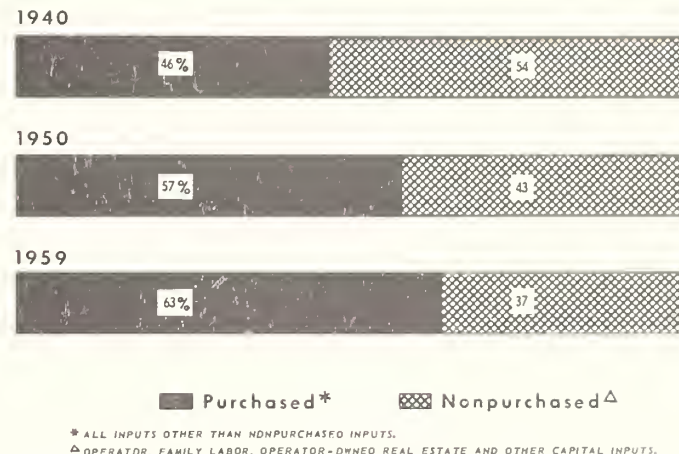 1940
46% 54
1950
57% 43
1959
63% 37
Purchased* Nonpurchased△
* ALL INPUTS OTHER THAN NONPURCHASED INPUTS.
△ OPERATOR, FAMILY LABOR, OPERATOR-OWNED REAL ESTATE AND OTHER CAPITAL INPUTS.